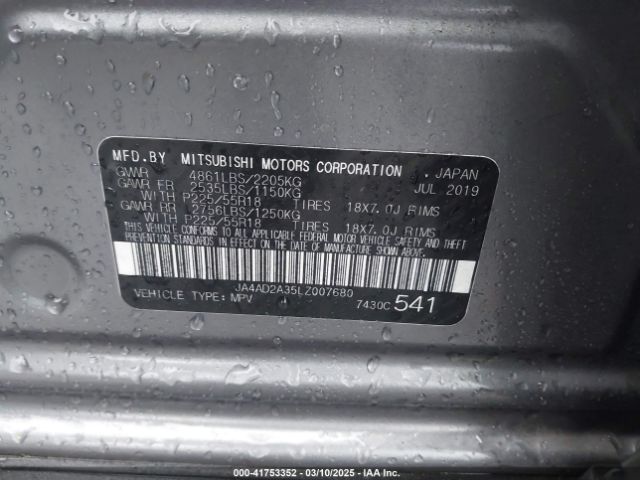 MFD.BY MITSUBISHI MOTORS CORPORATION . JAPAN
GVWR 4861LBS/2205KG JUL 2019
GAWR FR 2535LBS/1150KG
WITH P225/55R18 TIRES 18X7.0J RIMS
GAWR RR 2756LBS/1250KG
WITH P225/55R18 TIRES 18X7.0J RIMS
THIS VEHICLE CONFORMS TO ALL APPLICABLE FEDERAL MOTOR VEHICLE SAFETY AND THEFT
PREVENTION STANDARDS IN EFFECT ON THE DATE OF MANUFACTURE SHOWN ABOVE.
JA4AD2A35LZ007680
VEHICLE TYPE: MPV 7430C 541
000-41753352 — 03/10/2025 — IAA Inc.